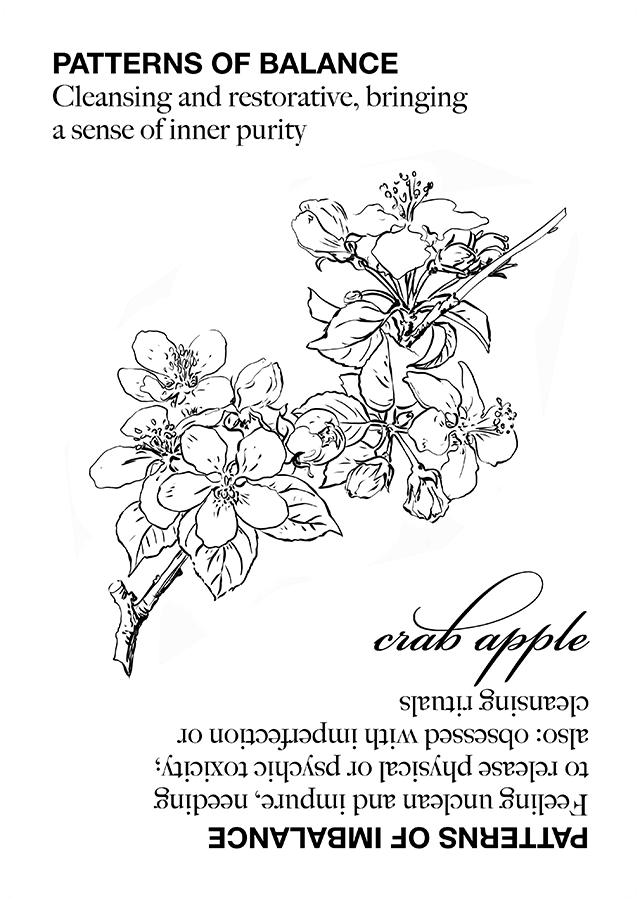 PATTERNS OF BALANCE
Cleansing and restorative, bringing
a sense of inner purity
crab apple
PATTERNS OF IMBALANCE
Feeling unclean and impure, needing
to release physical or psychic toxicity;
also: obsessed with imperfection or
cleansing rituals